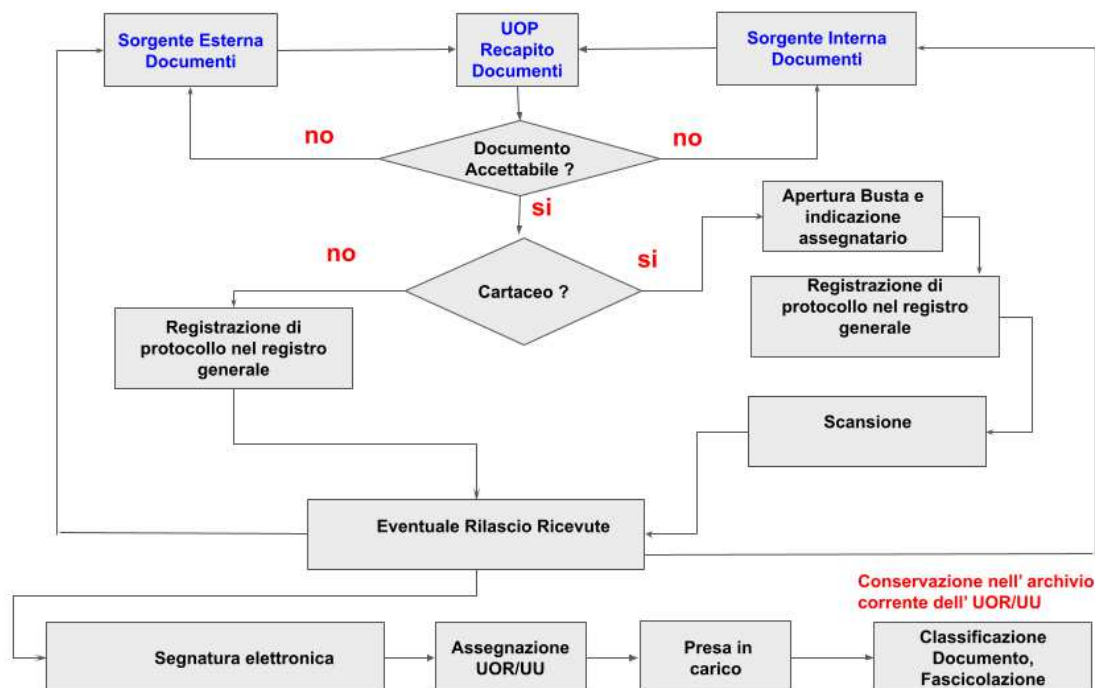 Sorgente Esterna
Documenti
UOP
Recapito
Documenti
Sorgente Interna
Documenti
no
Documento
Accettabile ?
no
si
Apertura Busta e
indicazione
assegnatario
no
Cartaceo ?
si
Registrazione di
protocollo nel registro
generale
Registrazione di
protocollo nel registro
generale
Scansione
Eventuale Rilascio Ricevute
Conservazione nell' archivio
corrente dell' UOR/UU
Segnatura elettronica
Assegnazione
UOR/UU
Presa in
carico
Classificazione
Documento,
Fascicolazione